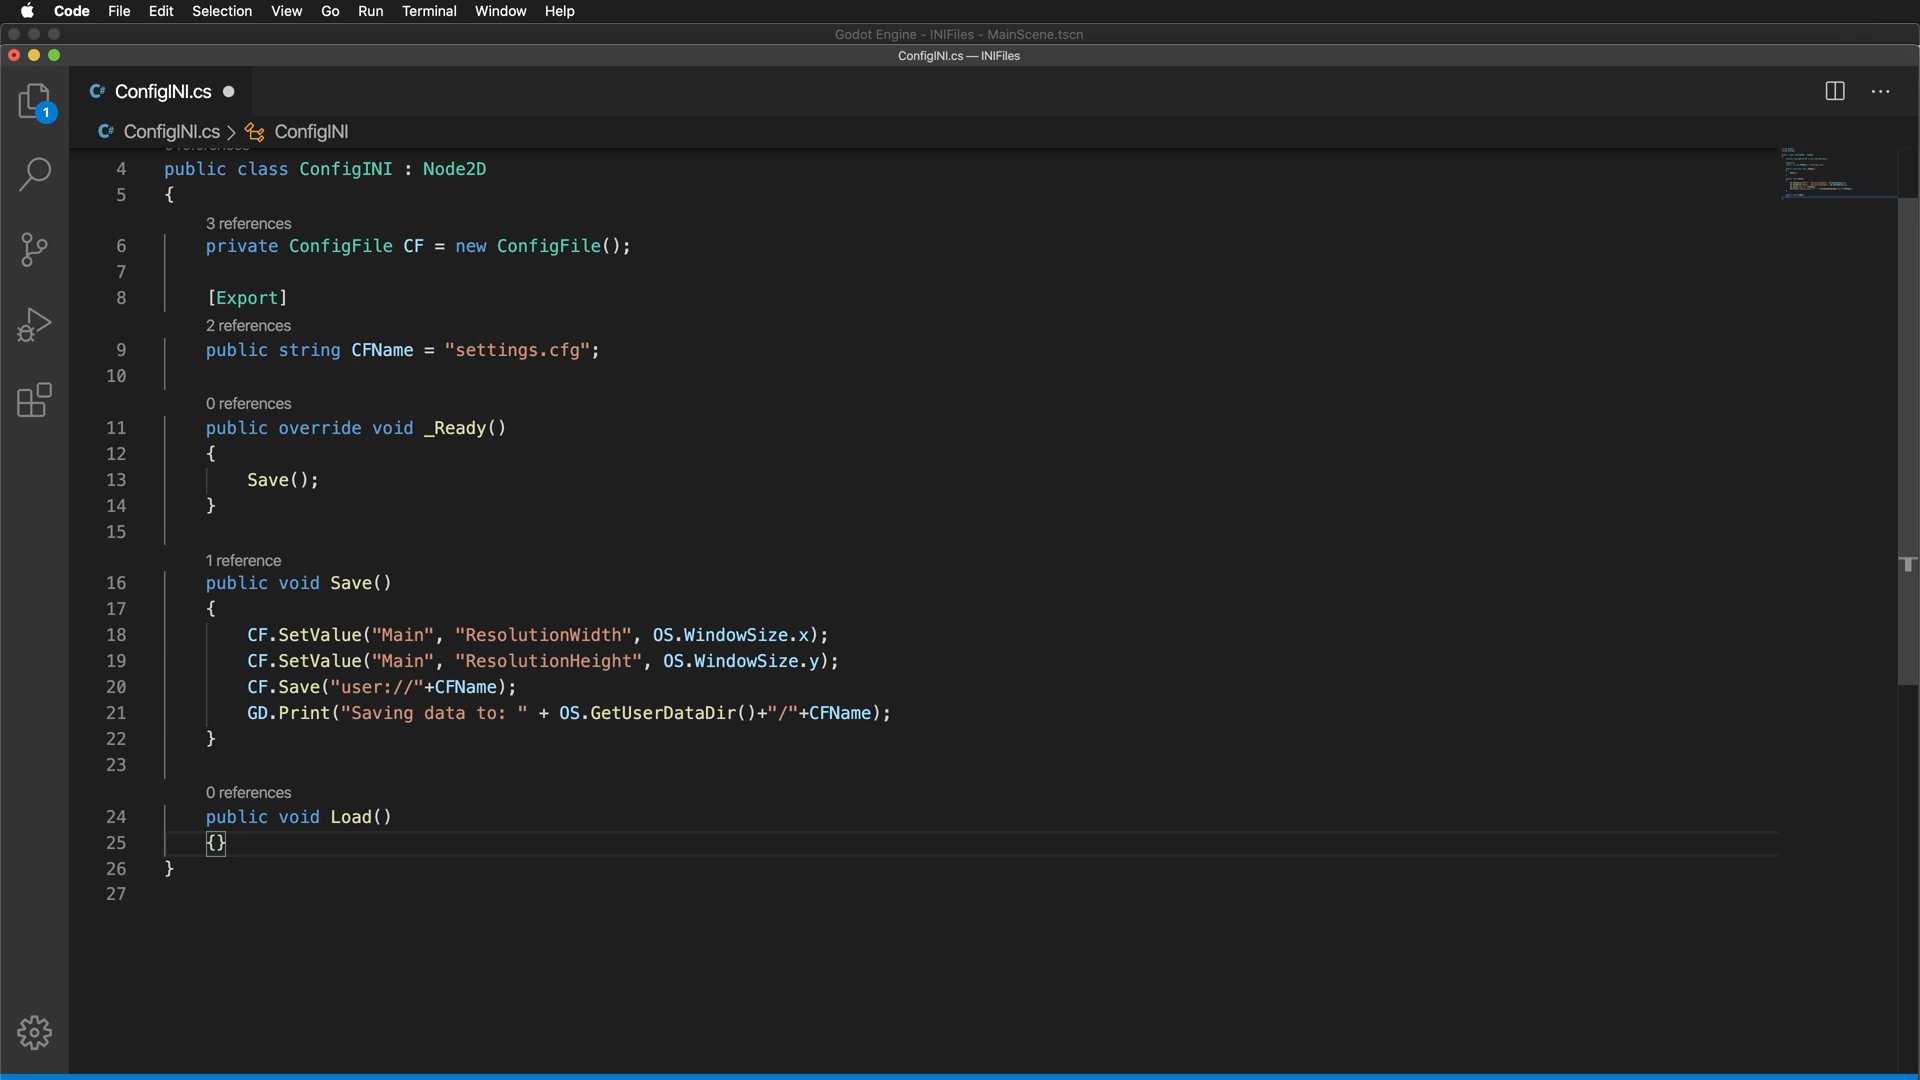 Code File Edit Selection View Go Run Terminal Window Help
Godot Engine - INIFiles - MainScene.tscn
ConfigINI.cs — INIFiles
1
C# ConfigINI.cs
C# ConfigINI.cs > ConfigINI
4 public class ConfigINI : Node2D
5 {
3 references
6 private ConfigFile CF = new ConfigFile();
7
8 [Export]
2 references
9 public string CFName = "settings.cfg";
10
0 references
11 public override void _Ready()
12 {
13 Save();
14 }
15
1 reference
16 public void Save()
17 {
18 CF.SetValue("Main", "ResolutionWidth", OS.WindowSize.x);
19 CF.SetValue("Main", "ResolutionHeight", OS.WindowSize.y);
20 CF.Save("user://"+CFName);
21 GD.Print("Saving data to: " + OS.GetUserDataDir()+"/"+CFName);
22 }
23
0 references
24 public void Load()
25 {}
26 }
27